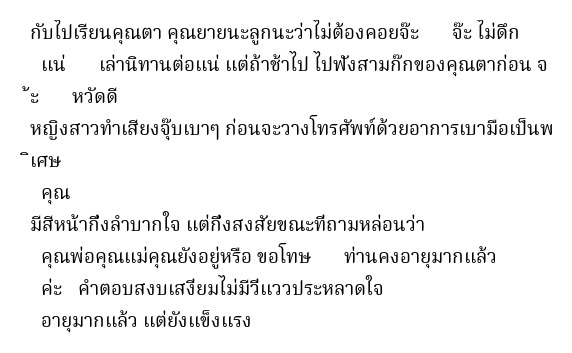 กับไปเรียนคุณตา คุณยายนะลูกนะว่าไม่ต้องคอยจ๊ะ จ๊ะ ไม่ดึก
แน่ เล่านิทานต่อแน่ แต่ถ้าช้าไป ไปฟังสามก๊กของคุณตาก่อน จ
้ะ หวัดดี
หญิงสาวทำเสียงจุ๊บเบาๆ ก่อนจะวางโทรศัพท์ด้วยอาการเบามือเป็นพ
ิเศษ
คุณ
มีสีหน้ากึ่งลำบากใจ แต่กึ่งสงสัยขณะที่ถามหล่อนว่า
คุณพ่อคุณแม่คุณยังอยู่หรือ ขอโทษ ท่านคงอายุมากแล้ว
ค่ะ คำตอบสงบเสงี่ยมไม่มีวี่แววประหลาดใจ
อายุมากแล้ว แต่ยังแข็งแรง